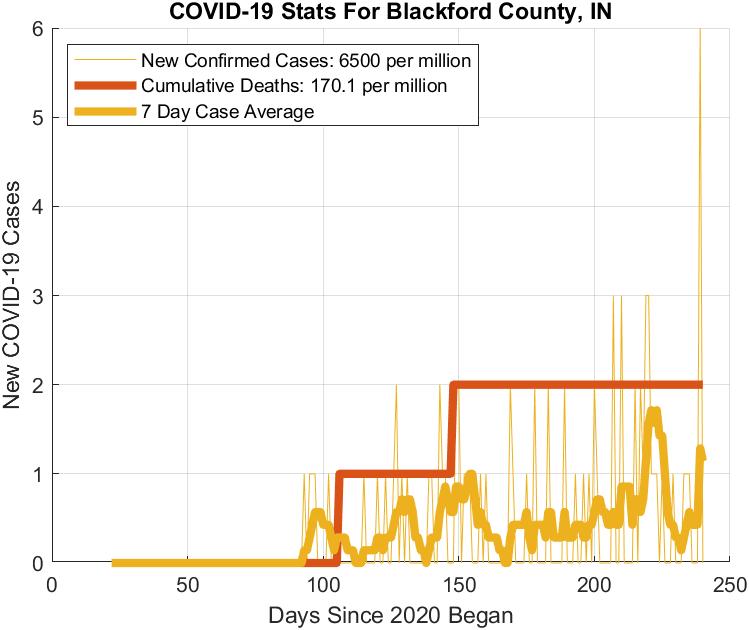 COVID-19 Stats For Blackford County, IN
New Confirmed Cases: 6500 per million
Cumulative Deaths: 170.1 per million
7 Day Case Average
New COVID-19 Cases
6
5
4
3
2
1
0
0 50 100 150 200 250
Days Since 2020 Began